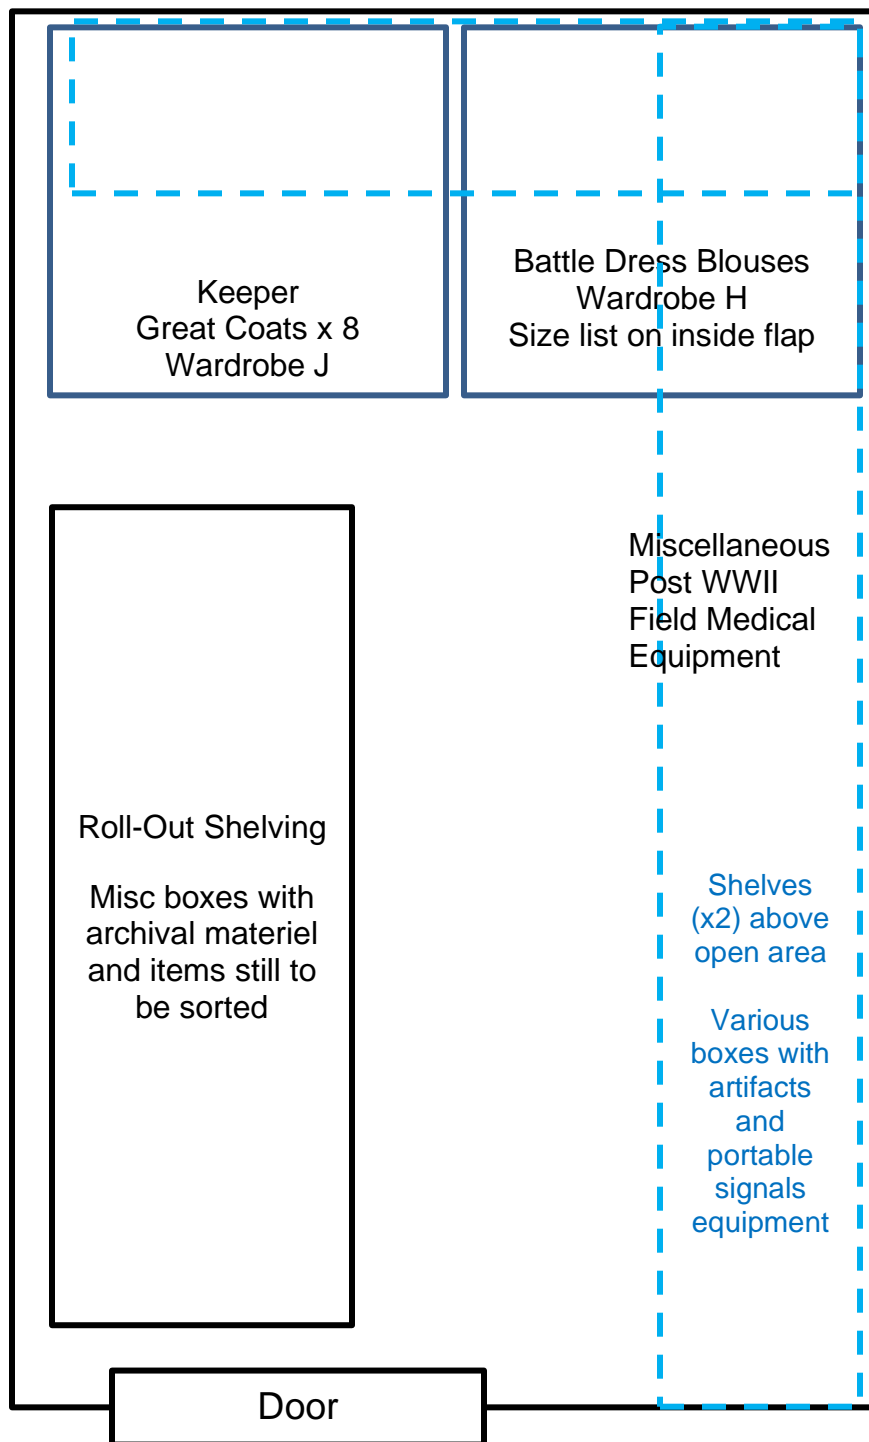 Keeper
Great Coats x 8
Wardrobe J
Battle Dress Blouses
Wardrobe H
Size list on inside flap
Miscellaneous
Post WWII
Field Medical
Equipment
Roll-Out Shelving
Misc boxes with
archival materiel
and items still to
be sorted
Shelves
(x2) above
open area
Various
boxes with
artifacts
and
portable
signals
equipment
Door